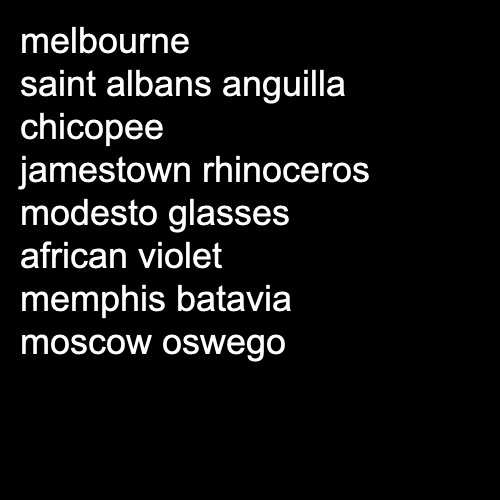 melbourne
saint albans anguilla
chicopee
jamestown rhinoceros
modesto glasses
african violet
memphis batavia
moscow oswego